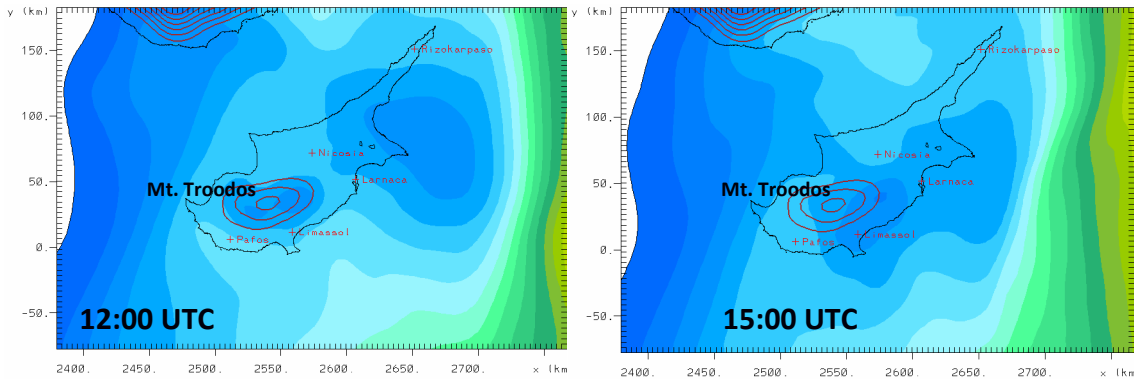 y (km)
150.
100.
50.
0.
-50.
+Rizokarpaso
+Nicosia
Mt. Troodos
Larnaca
+Pafos
+Limassol
12:00 UTC
2400. 2450. 2500. 2550. 2600. 2650. 2700. x (km
y (km)
150.
100.
50.
0.
-50.
+Rizokarpaso
+Nicosia
Mt. Troodos
+Larnaca
+Pafos
+Limassol
15:00 UTC
2400. 2450. 2500. 2550. 2600. 2650. 2700. x (km